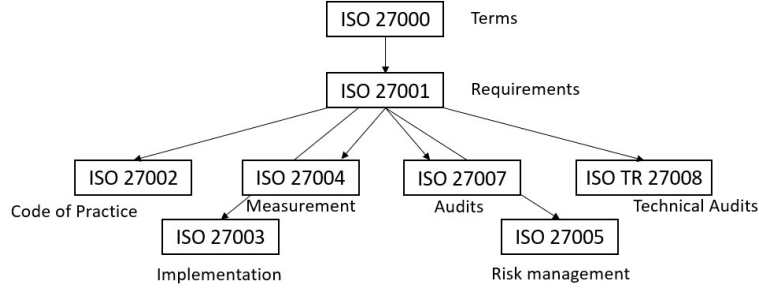 ISO 27000 Terms
ISO 27001 Requirements
ISO 27002 ISO 27004 ISO 27007 ISO TR 27008
Code of Practice Measurement Audits Technical Audits
ISO 27003 ISO 27005
Implementation Risk management